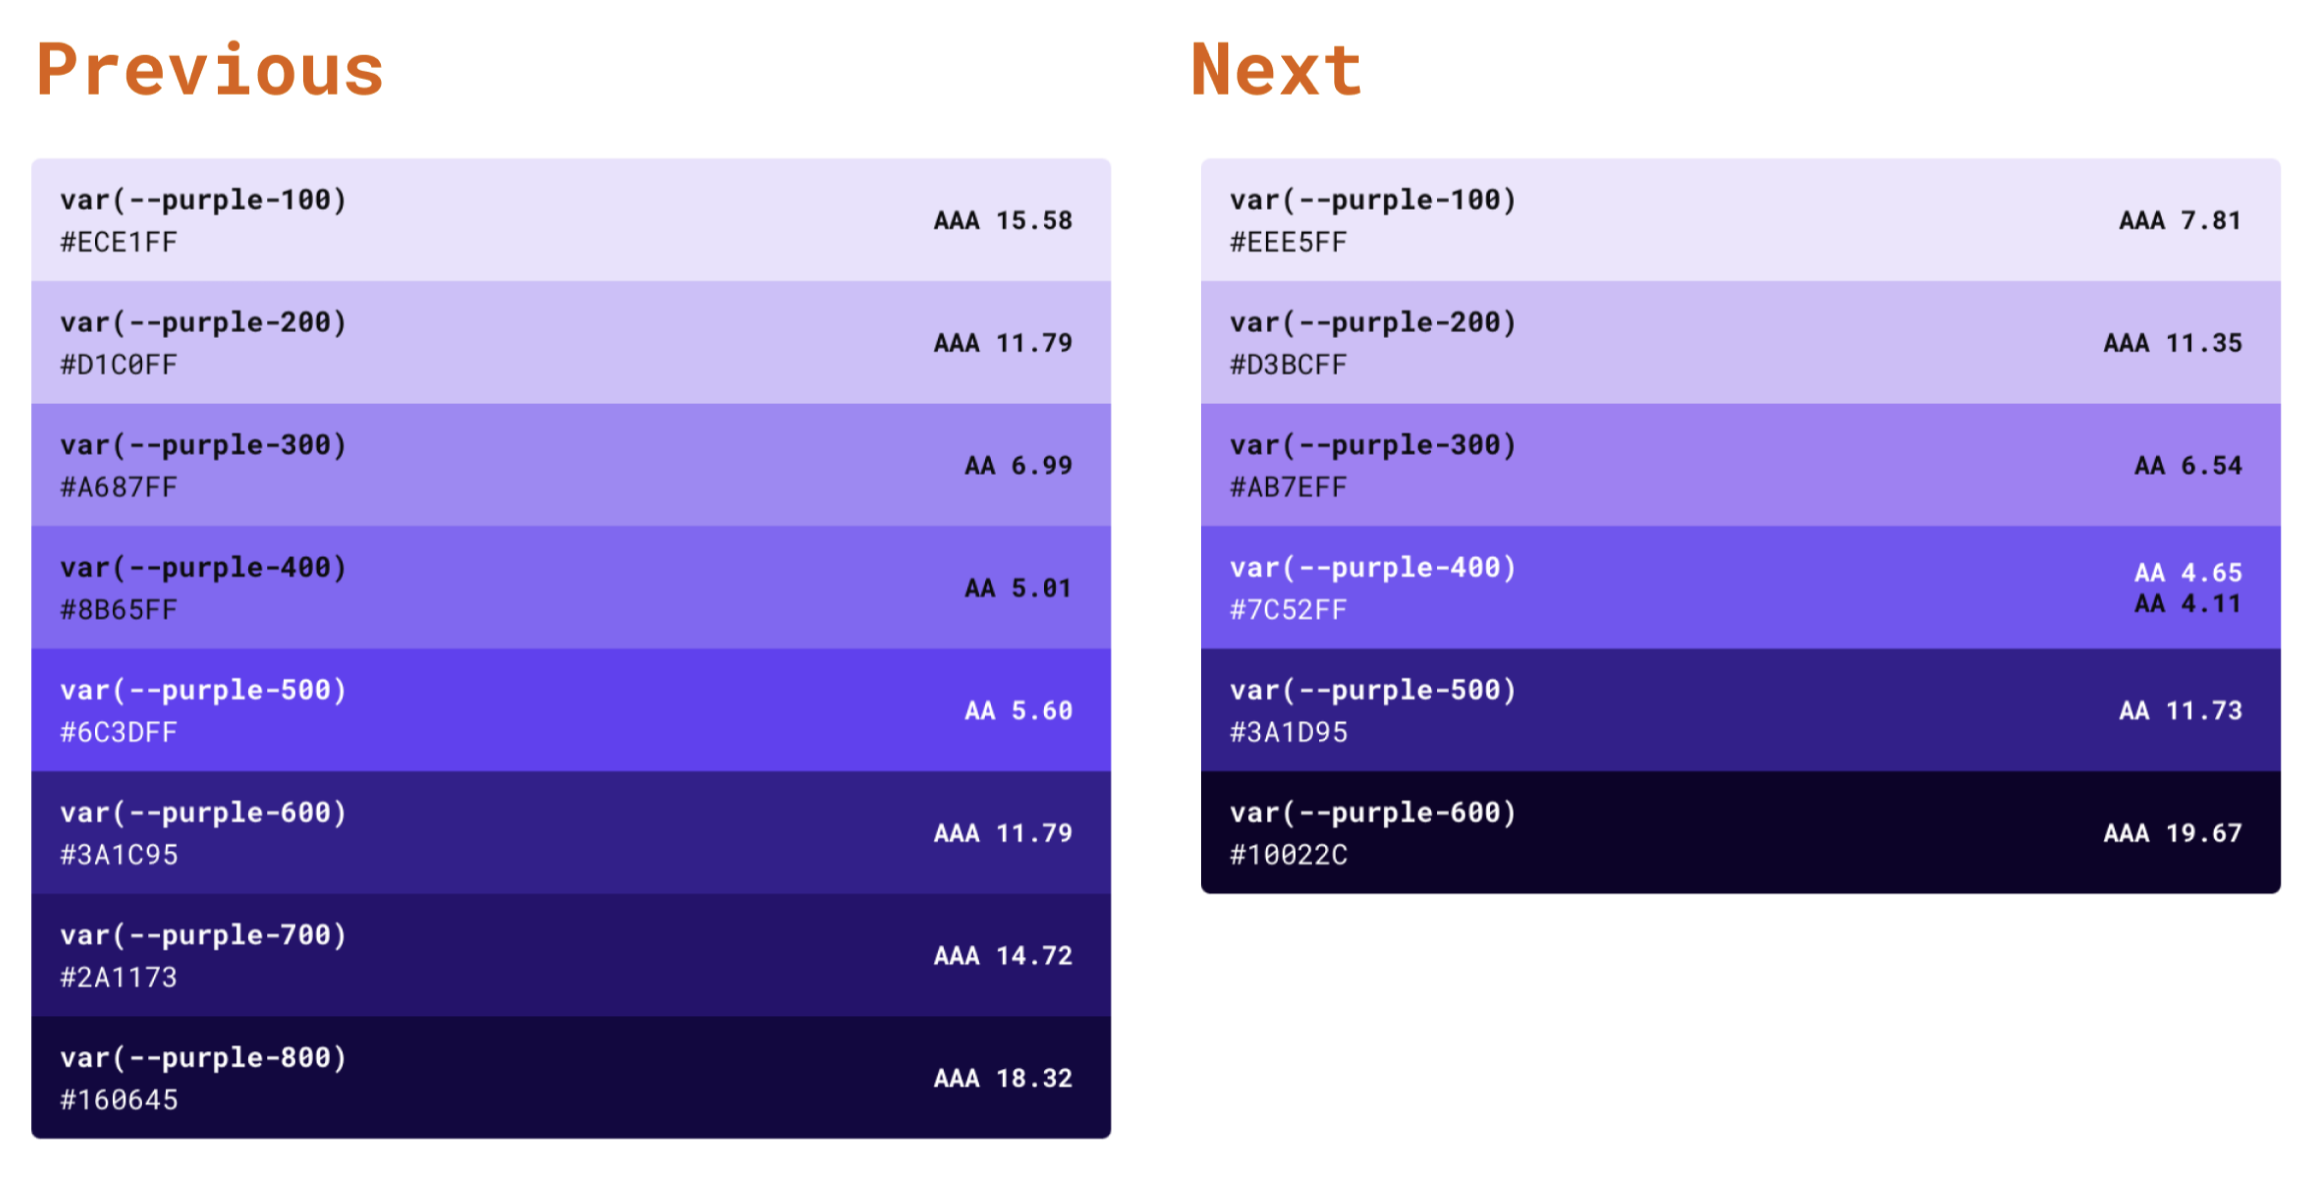 Previous
var(--purple-100)
#ECE1FF
AAA 15.58
var(--purple-200)
#D1C0FF
AAA 11.79
var(--purple-300)
#A687FF
AA 6.99
var(--purple-400)
#8B65FF
AA 5.01
var(--purple-500)
#6C3DFF
AA 5.60
var(--purple-600)
#3A1C95
AAA 11.79
var(--purple-700)
#2A1173
AAA 14.72
var(--purple-800)
#160645
AAA 18.32
Next
var(--purple-100)
#EEE5FF
AAA 7.81
var(--purple-200)
#D3BCFF
AAA 11.35
var(--purple-300)
#AB7EFF
AA 6.54
var(--purple-400)
#7C52FF
AA 4.65
AA 4.11
var(--purple-500)
#3A1D95
AA 11.73
var(--purple-600)
#10022C
AAA 19.67